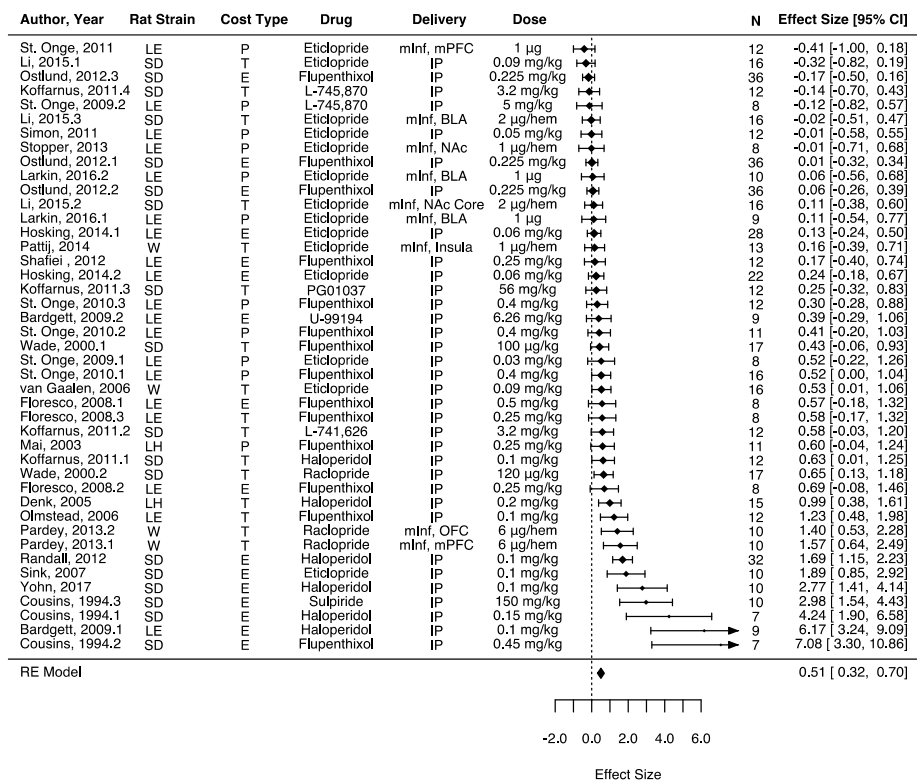 Author, Year Rat Strain Cost Type Drug Delivery Dose N Effect Size [95% CI]
St. Onge, 2011 LE P Eticlopride mInf, mPFC 1 µg 12 -0.41 [-1.00, 0.18]
Li, 2015.1 SD T Eticlopride IP 0.09 mg/kg 16 -0.32 [-0.82, 0.19]
Ostlund, 2012.3 SD E Flupenthixol IP 0.225 mg/kg 36 -0.17 [-0.50, 0.16]
Koffarnus, 2011.4 SD T L-745,870 IP 3.2 mg/kg 12 -0.14 [-0.70, 0.43]
St. Onge, 2009.2 LE P L-745,870 IP 5 mg/kg 8 -0.12 [-0.82, 0.57]
Li, 2015.3 SD T Eticlopride mInf, BLA 2 µg/hem 16 -0.02 [-0.51, 0.47]
Simon, 2011 LE P Eticlopride IP 0.05 mg/kg 12 -0.01 [-0.58, 0.55]
Stopper, 2013 LE P Eticlopride mInf, NAc 1 µg/hem 8 -0.01 [-0.71, 0.68]
Ostlund, 2012.1 SD E Flupenthixol IP 0.225 mg/kg 36 0.01 [-0.32, 0.34]
Larkin, 2016.2 LE P Eticlopride mInf, BLA 1 µg 10 0.06 [-0.56, 0.68]
Ostlund, 2012.2 SD E Flupenthixol IP 0.225 mg/kg 36 0.06 [-0.26, 0.39]
Li, 2015.2 SD T Eticlopride mInf, NAc Core 2 µg/hem 16 0.11 [-0.38, 0.60]
Larkin, 2016.1 LE P Eticlopride mInf, BLA 1 µg 9 0.11 [-0.54, 0.77]
Hosking, 2014.1 LE E Eticlopride IP 0.06 mg/kg 28 0.13 [-0.24, 0.50]
Pattij, 2014 W T Eticlopride mInf, Insula 1 µg/hem 13 0.16 [-0.39, 0.71]
Shafiei , 2012 LE E Flupenthixol IP 0.25 mg/kg 12 0.17 [-0.40, 0.74]
Hosking, 2014.2 LE E Eticlopride IP 0.06 mg/kg 22 0.24 [-0.18, 0.67]
Koffarnus, 2011.3 SD T PG01037 IP 56 mg/kg 12 0.25 [-0.32, 0.83]
St. Onge, 2010.3 LE P Flupenthixol IP 0.4 mg/kg 12 0.30 [-0.28, 0.88]
Bardgett, 2009.2 LE E U-99194 IP 6.26 mg/kg 9 0.39 [-0.29, 1.06]
St. Onge, 2010.2 LE P Flupenthixol IP 0.4 mg/kg 11 0.41 [-0.20, 1.03]
Wade, 2000.1 SD T Flupenthixol IP 100 µg/kg 17 0.43 [-0.06, 0.93]
St. Onge, 2009.1 LE P Eticlopride IP 0.03 mg/kg 8 0.52 [-0.22, 1.26]
St. Onge, 2010.1 LE P Flupenthixol IP 0.4 mg/kg 16 0.52 [ 0.00, 1.04]
van Gaalen, 2006 W T Eticlopride IP 0.09 mg/kg 16 0.53 [ 0.01, 1.06]
Floresco, 2008.1 LE E Flupenthixol IP 0.5 mg/kg 8 0.57 [-0.18, 1.32]
Floresco, 2008.3 LE T Flupenthixol IP 0.25 mg/kg 8 0.58 [-0.17, 1.32]
Koffarnus, 2011.2 SD T L-741,626 IP 3.2 mg/kg 12 0.58 [-0.03, 1.20]
Mai, 2003 LH P Flupenthixol IP 0.25 mg/kg 11 0.60 [-0.04, 1.24]
Koffarnus, 2011.1 SD T Haloperidol IP 0.1 mg/kg 12 0.63 [ 0.01, 1.25]
Wade, 2000.2 SD T Raclopride IP 120 µg/kg 17 0.65 [ 0.13, 1.18]
Floresco, 2008.2 LE E Flupenthixol IP 0.25 mg/kg 8 0.69 [-0.08, 1.46]
Denk, 2005 LH T Haloperidol IP 0.2 mg/kg 15 0.99 [ 0.38, 1.61]
Olmstead, 2006 LE T Flupenthixol IP 0.1 mg/kg 12 1.23 [ 0.48, 1.98]
Pardey, 2013.2 W T Raclopride mInf, OFC 6 µg/hem 10 1.40 [ 0.53, 2.28]
Pardey, 2013.1 W T Raclopride mInf, mPFC 6 µg/hem 10 1.57 [ 0.64, 2.49]
Randall, 2012 SD E Haloperidol IP 0.1 mg/kg 32 1.69 [ 1.15, 2.23]
Sink, 2007 SD E Eticlopride IP 0.1 mg/kg 10 1.89 [ 0.85, 2.92]
Yohn, 2017 SD E Haloperidol IP 0.1 mg/kg 10 2.77 [ 1.41, 4.14]
Cousins, 1994.3 SD E Sulpiride IP 150 mg/kg 10 2.98 [ 1.54, 4.43]
Cousins, 1994.1 SD E Haloperidol IP 0.15 mg/kg 7 4.24 [ 1.90, 6.58]
Bardgett, 2009.1 LE E Haloperidol IP 0.1 mg/kg 9 6.17 [ 3.24, 9.09]
Cousins, 1994.2 SD E Flupenthixol IP 0.45 mg/kg 7 7.08 [ 3.30, 10.86]
RE Model 0.51 [ 0.32, 0.70]
-2.0 0.0 2.0 4.0 6.0
Effect Size